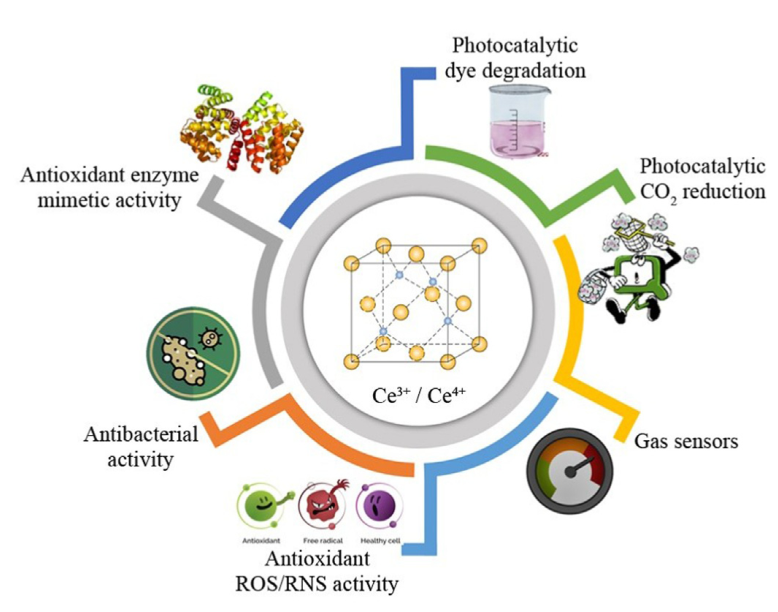 Photocatalytic
dye degradation
Photocatalytic
CO₂ reduction
Antioxidant enzyme
mimetic activity
Ce³⁺ / Ce⁴⁺
Gas sensors
Antibacterial
activity
Antioxidant Free radical Healthy cell
Antioxidant
ROS/RNS activity